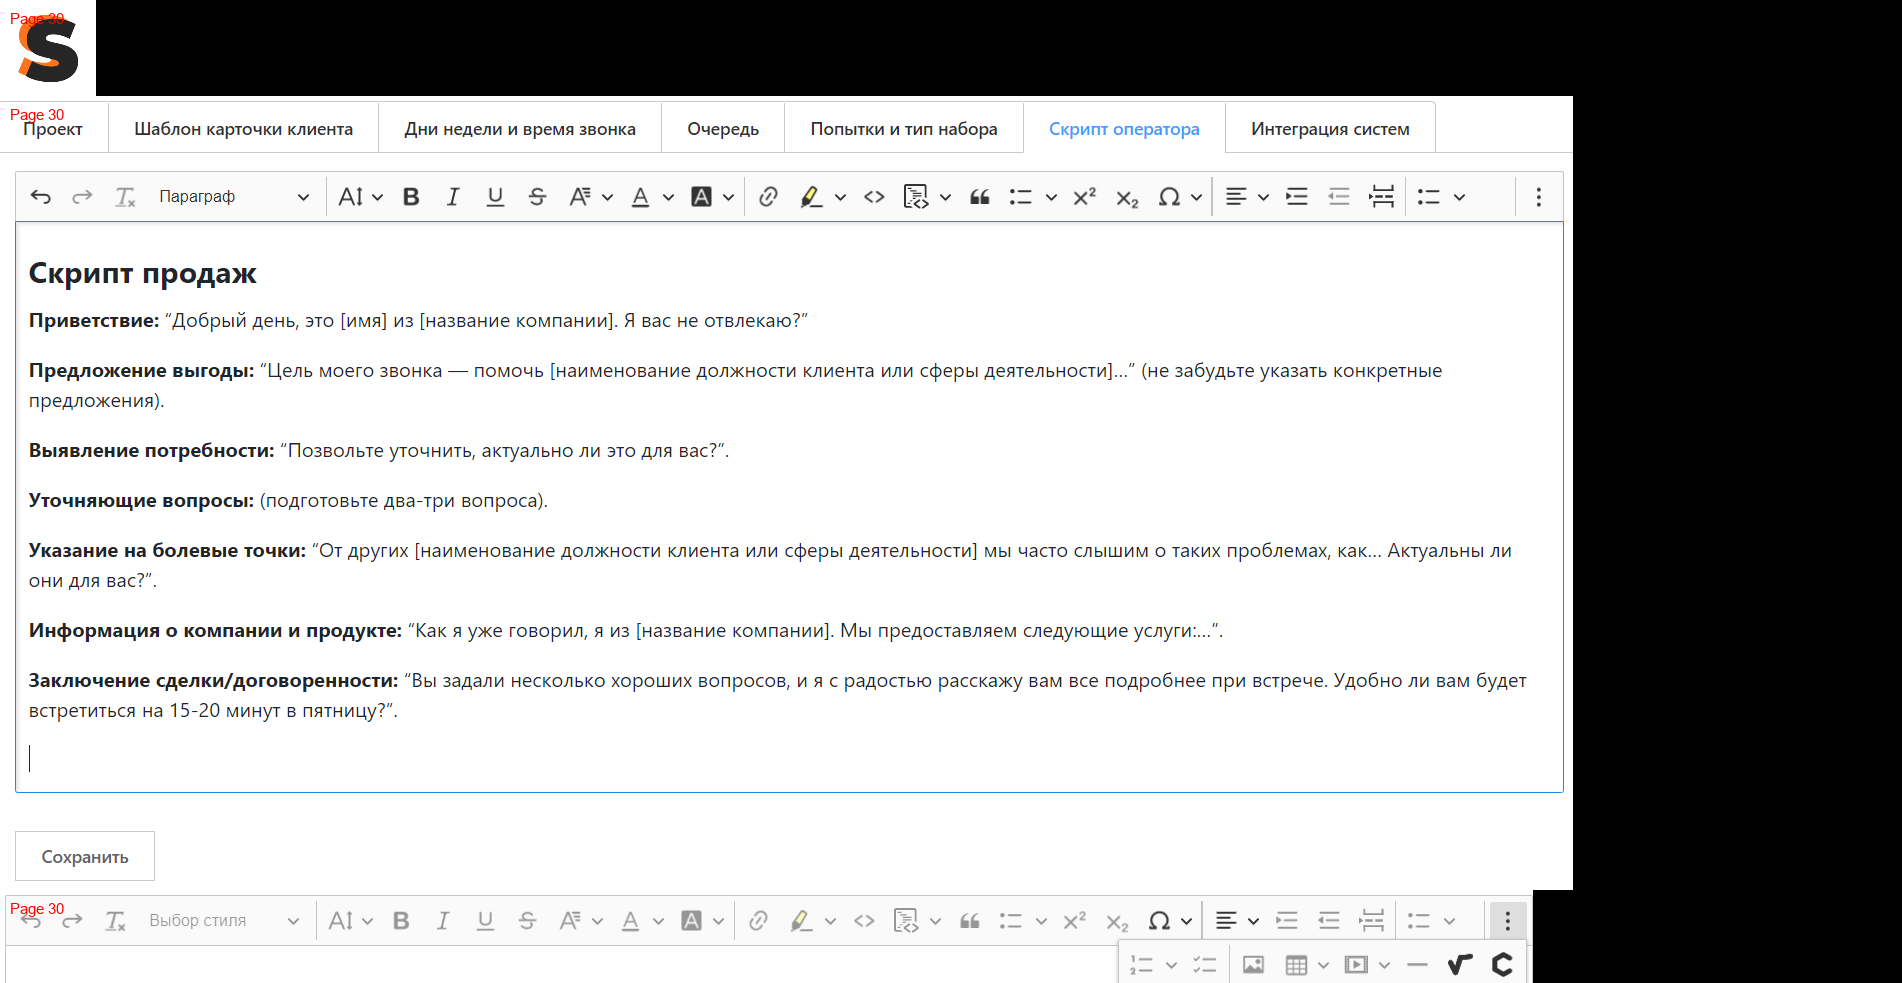 Page 30
Page 30
Проект
Шаблон карточки клиента
Дни недели и время звонка
Очередь
Попытки и тип набора
Скрипт оператора
Интеграция систем
Параграф
Скрипт продаж
Приветствие: “Добрый день, это [имя] из [название компании]. Я вас не отвлекаю?”
Предложение выгоды: “Цель моего звонка — помочь [наименование должности клиента или сферы деятельности]…” (не забудьте указать конкретные
предложения).
Выявление потребности: “Позвольте уточнить, актуально ли это для вас?”.
Уточняющие вопросы: (подготовьте два-три вопроса).
Указание на болевые точки: “От других [наименование должности клиента или сферы деятельности] мы часто слышим о таких проблемах, как… Актуальны ли
они для вас?”.
Информация о компании и продукте: “Как я уже говорил, я из [название компании]. Мы предоставляем следующие услуги:…“.
Заключение сделки/договоренности: “Вы задали несколько хороших вопросов, и я с радостью расскажу вам все подробнее при встрече. Удобно ли вам будет
встретиться на 15-20 минут в пятницу?”.
Сохранить
Page 30
Выбор стиля